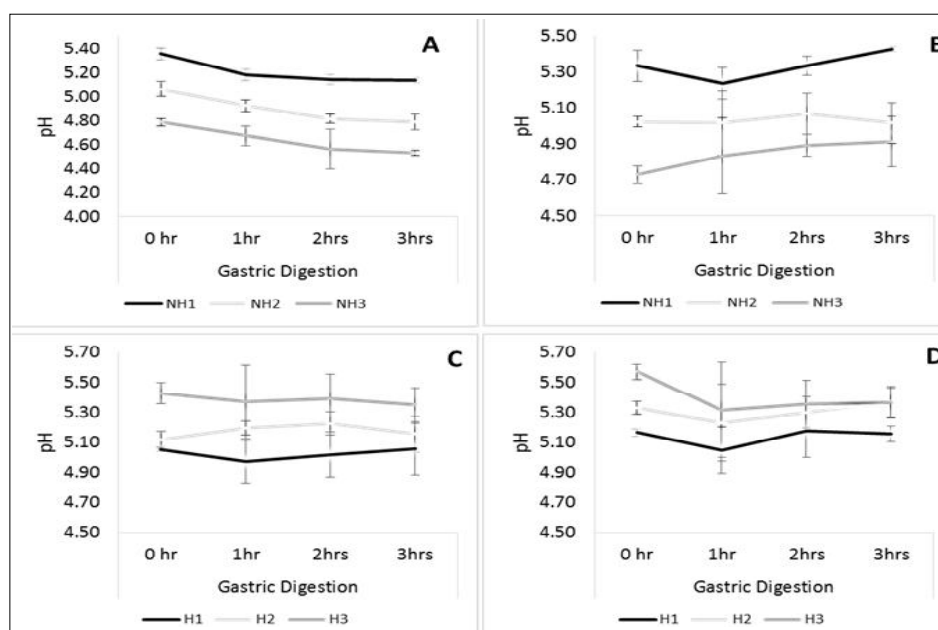 A
5.40
5.20
5.00
4.80
4.60
4.40
4.20
4.00
pH
0 hr 1hr 2hrs 3hrs
Gastric Digestion
NH1 NH2 NH3
B
5.50
5.30
5.10
4.90
4.70
4.50
pH
0 hr 1hr 2hrs 3hrs
Gastric Digestion
NH1 NH2 NH3
C
5.70
5.50
5.30
5.10
4.90
4.70
4.50
pH
0 hr 1hr 2hrs 3hrs
Gastric Digestion
H1 H2 H3
D
5.70
5.50
5.30
5.10
4.90
4.70
4.50
pH
0 hr 1hr 2hrs 3hrs
Gastric Digestion
H1 H2 H3